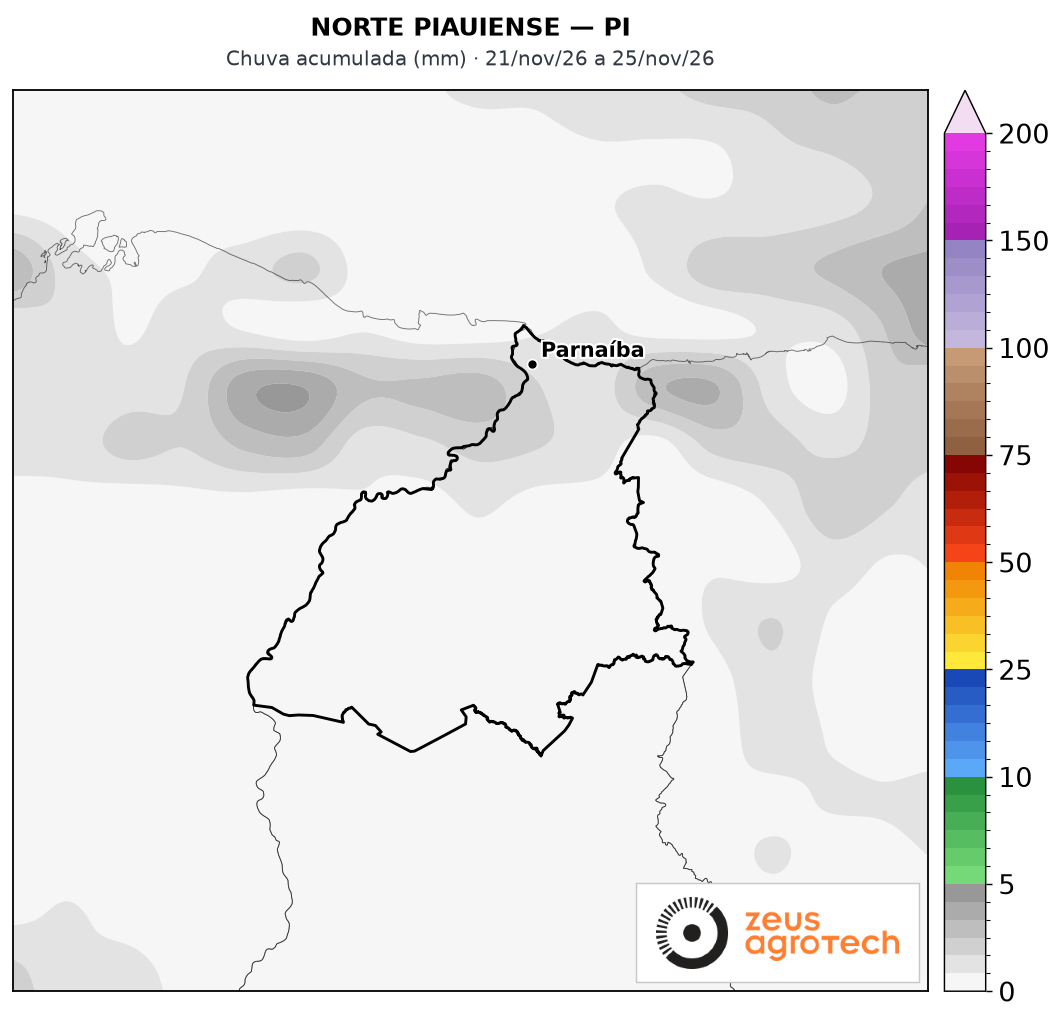 NORTE PIAUIENSE — PI
Chuva acumulada (mm) · 21/nov/26 a 25/nov/26
Parnaíba
200
150
100
75
50
25
10
5
0
zeus
agrotech